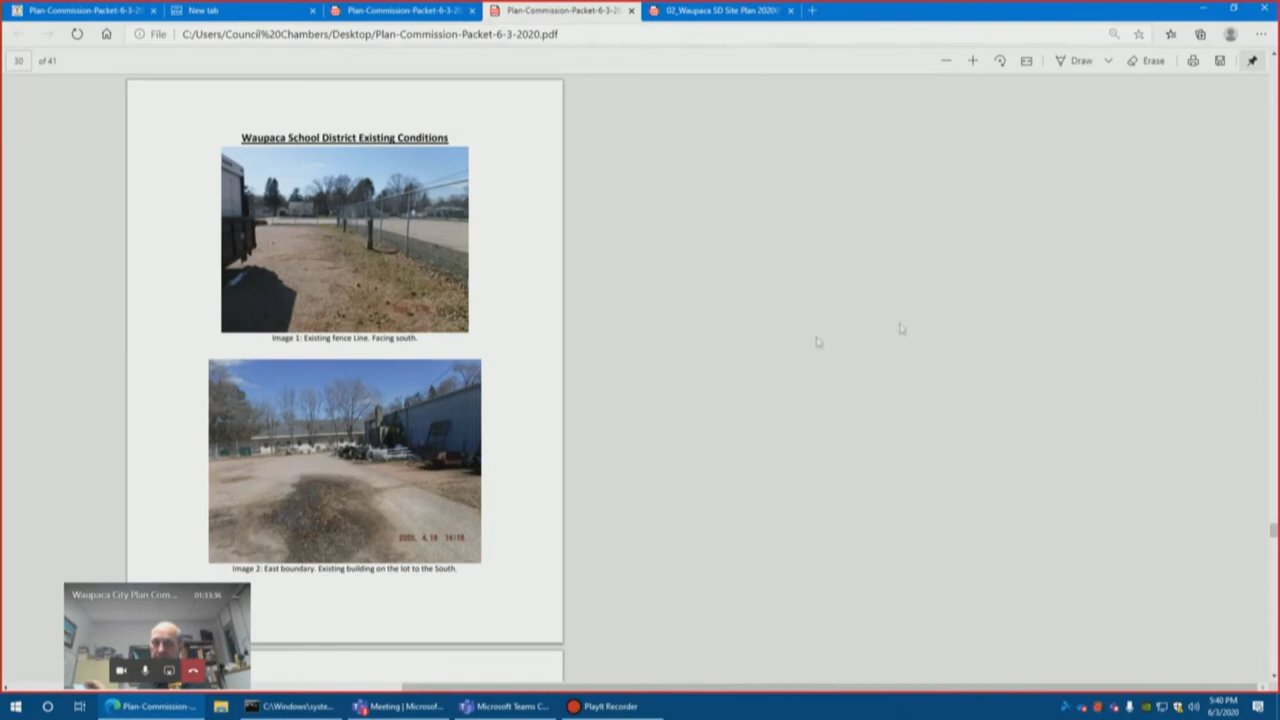 Plan-Commission-Packet-6-3-20
New tab
Plan-Commission-Packet-6-3-20
Plan-Commission-Packet-6-3-20
02_Waupaca SD Site Plan 20200
File
C:/Users/Council%20Chambers/Desktop/Plan-Commission-Packet-6-3-2020.pdf
30 of 41
Draw
Erase
Waupaca School District Existing Conditions
Image 1: Existing fence Line. Facing south.
2020. 4.18 14:18
Image 2: East boundary. Existing building on the lot to the South.
Waupaca City Plan Com... 01:33:36
Plan-Commission-...
C:\Windows\syste...
Meeting | Microsof...
Microsoft Teams C...
PlayIt Recorder
5:40 PM
6/3/2020